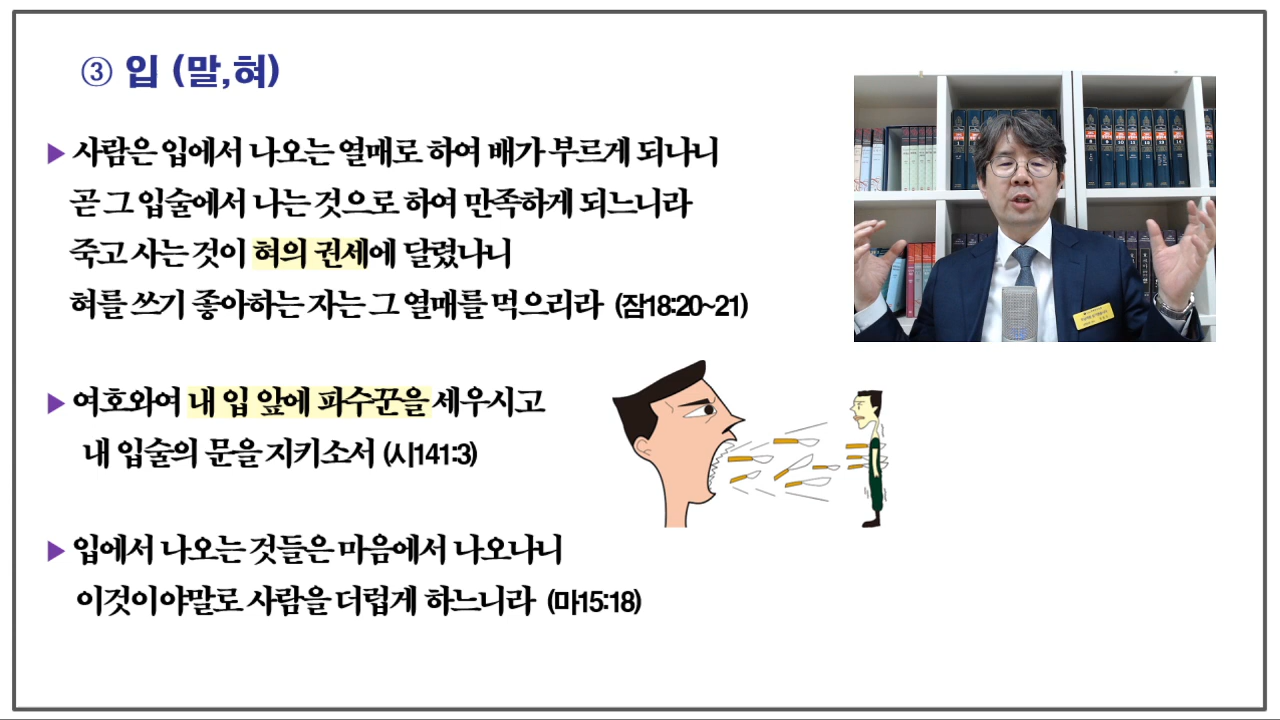 ③ 입 (말,혀)
▶ 사람은 입에서 나오는 열매로 하여 배가 부르게 되나니
곧 그 입술에서 나는 것으로 하여 만족하게 되느니라
죽고 사는 것이 혀의 권세에 달렸나니
혀를 쓰기 좋아하는 자는 그 열매를 먹으리라 (잠18:20~21)
▶ 여호와여 내 입 앞에 파수꾼을 세우시고
내 입술의 문을 지키소서 (시141:3)
▶ 입에서 나오는 것들은 마음에서 나오나니
이것이야말로 사람을 더럽게 하느니라 (마15:18)